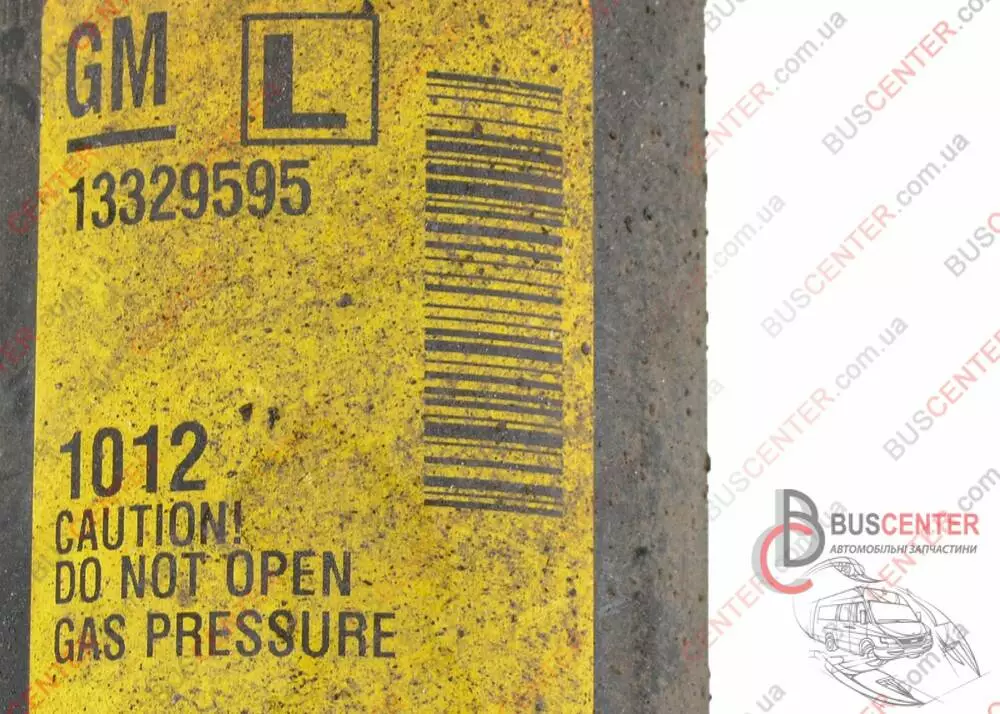 GM L
13329595
1012
CAUTION!
DO NOT OPEN
GAS PRESSURE
BUSCENTER
АВТОМОБІЛЬНІ ЗАПЧАСТИНИ
BUSCENTER.com.ua